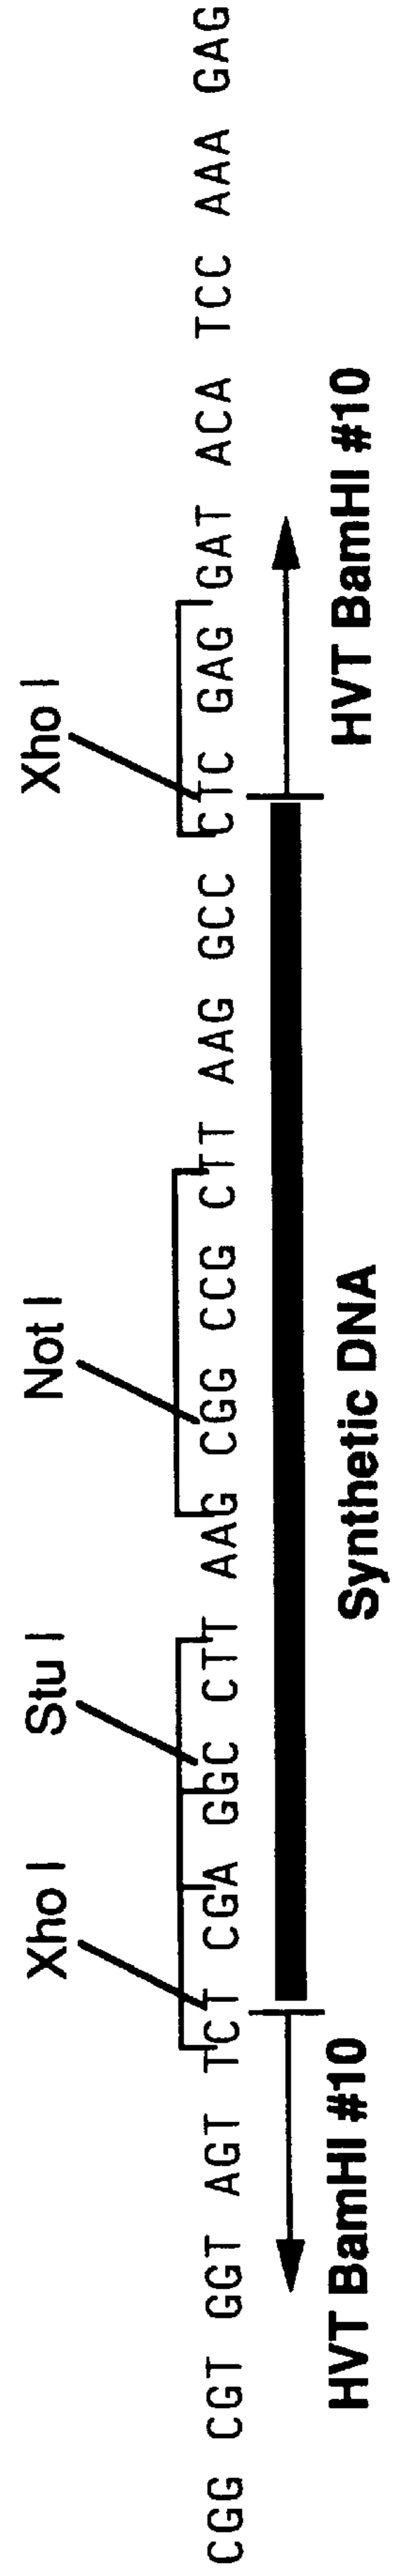 Xho I Stu I Not I Xho I
CGG CGT GGT AGT TCT CGA GGC CTT AAG CGG CCG CTT AAG GCC CTC GAG GAT ACA TCC AAA GAG
HVT BamHI #10 Synthetic DNA HVT BamHI #10